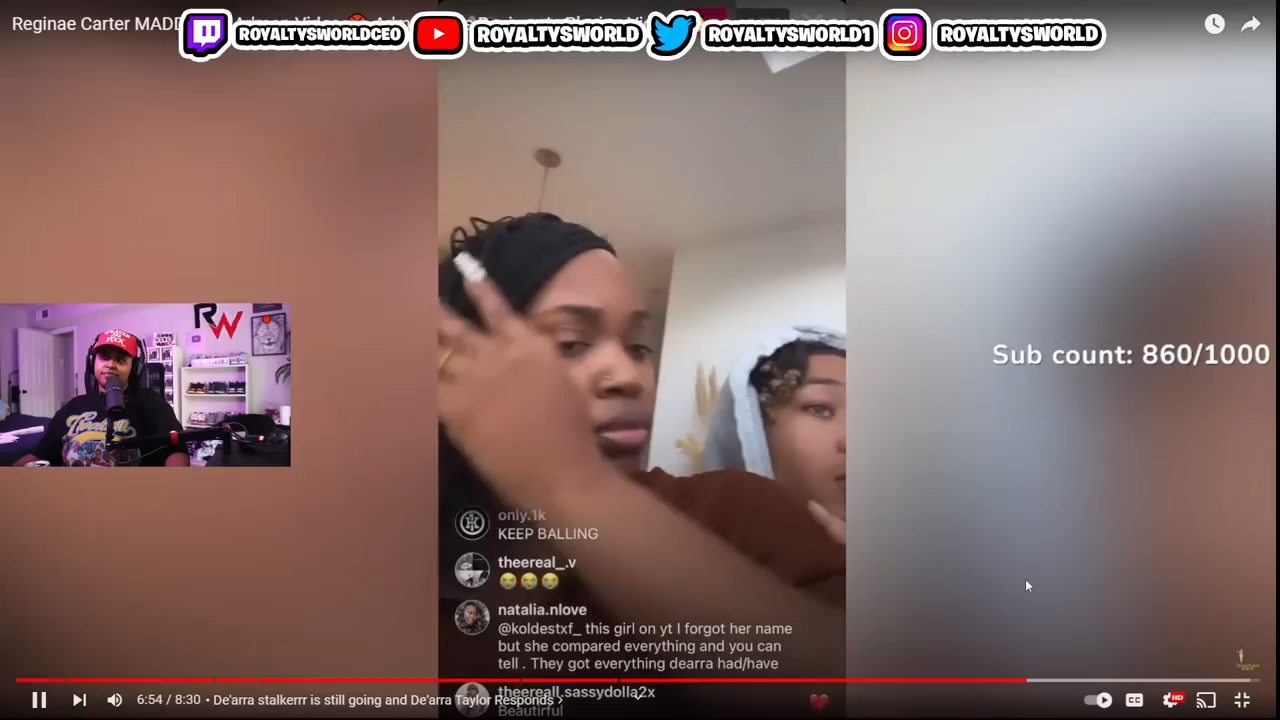 Reginae Carter MADD
ROYALTYSWORLDCEO
ROYALTYSWORLD
ROYALTYSWORLD1
ROYALTYSWORLD
RW
Sub count: 860/1000
only.1k
KEEP BALLING
theereal_.v
😭😭😭
natalia.nlove
@koldestxf_ this girl on yt I forgot her name
but she compared everything and you can
tell . They got everything dearra had/have
theereall.sassydolla2x
Beautirful
6:54 / 8:30 • De'arra stalkerrr is still going and De'arra Taylor Responds >
CC
HD